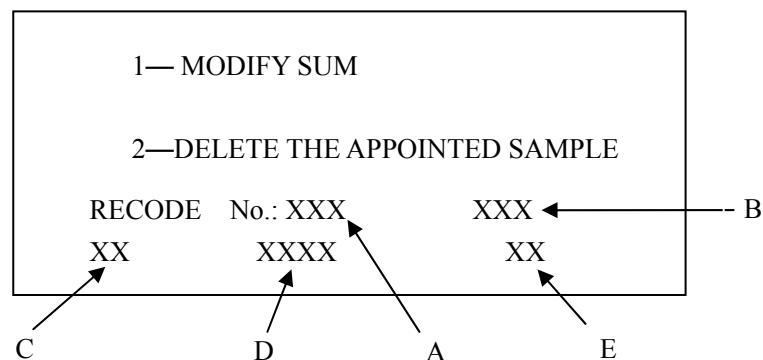 1— MODIFY SUM
2—DELETE THE APPOINTED SAMPLE
RECODE No.: XXX XXX B
XX XXXX XX
C D A E